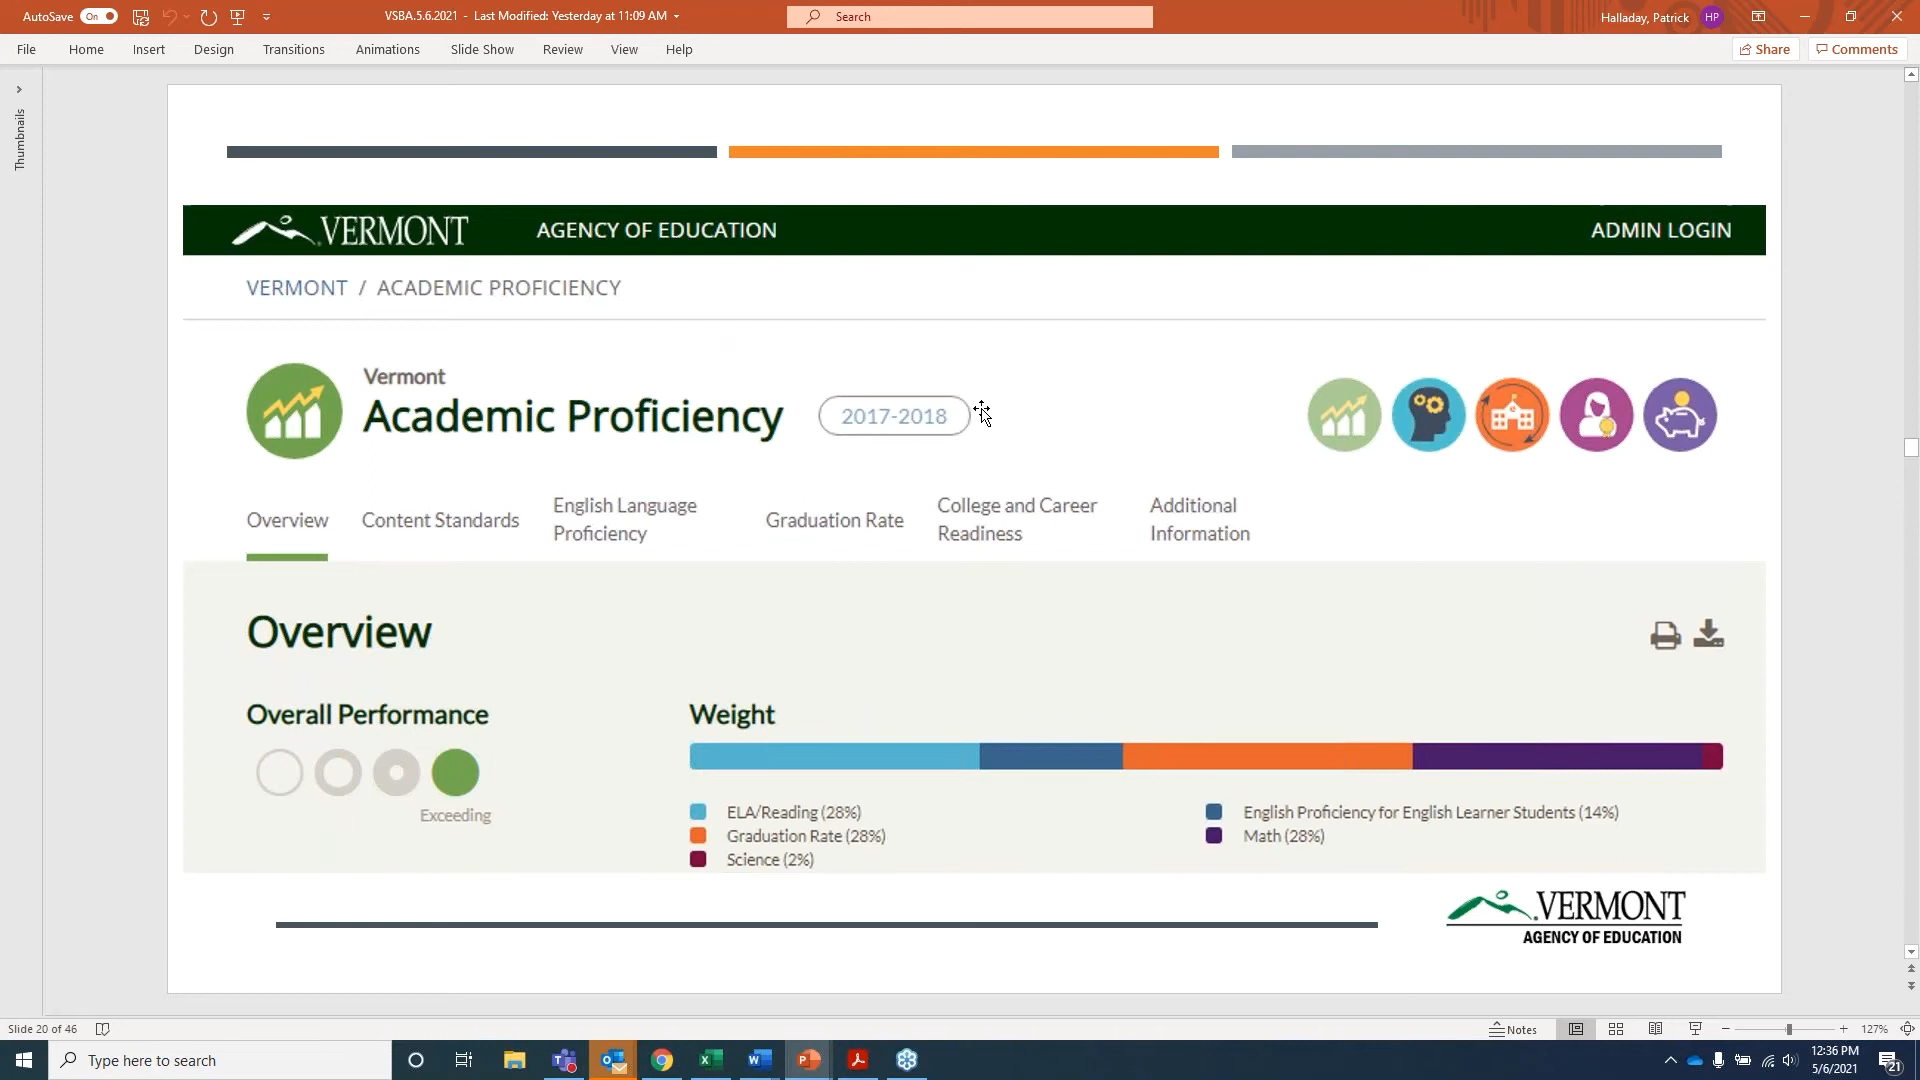 AutoSave On VSBA.5.6.2021 - Last Modified: Yesterday at 11:09 AM Search Halladay, Patrick HP
File Home Insert Design Transitions Animations Slide Show Review View Help Share Comments
Thumbnails
VERMONT AGENCY OF EDUCATION ADMIN LOGIN
VERMONT / ACADEMIC PROFICIENCY
Vermont
Academic Proficiency 2017-2018
Overview
Content Standards
English Language
Proficiency
Graduation Rate
College and Career
Readiness
Additional
Information
Overview
Overall Performance
Exceeding
Weight
ELA/Reading (28%)
English Proficiency for English Learner Students (14%)
Graduation Rate (28%)
Math (28%)
Science (2%)
VERMONT
AGENCY OF EDUCATION
Slide 20 of 46 Notes 127%
Type here to search
12:36 PM
5/6/2021
21